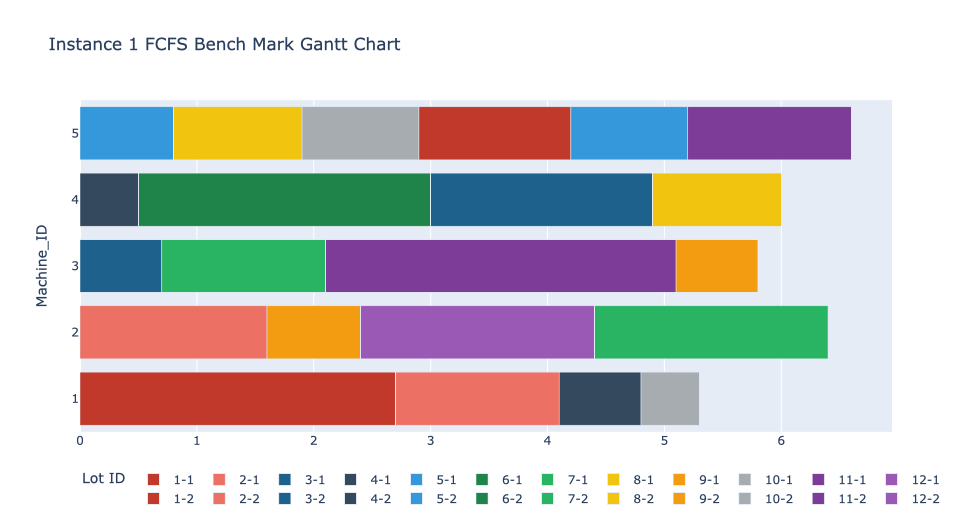 Instance 1 FCFS Bench Mark Gantt Chart
Machine_ID
5
4
3
2
1
0 1 2 3 4 5 6
Lot ID 1-1 2-1 3-1 4-1 5-1 6-1 7-1 8-1 9-1 10-1 11-1 12-1
1-2 2-2 3-2 4-2 5-2 6-2 7-2 8-2 9-2 10-2 11-2 12-2